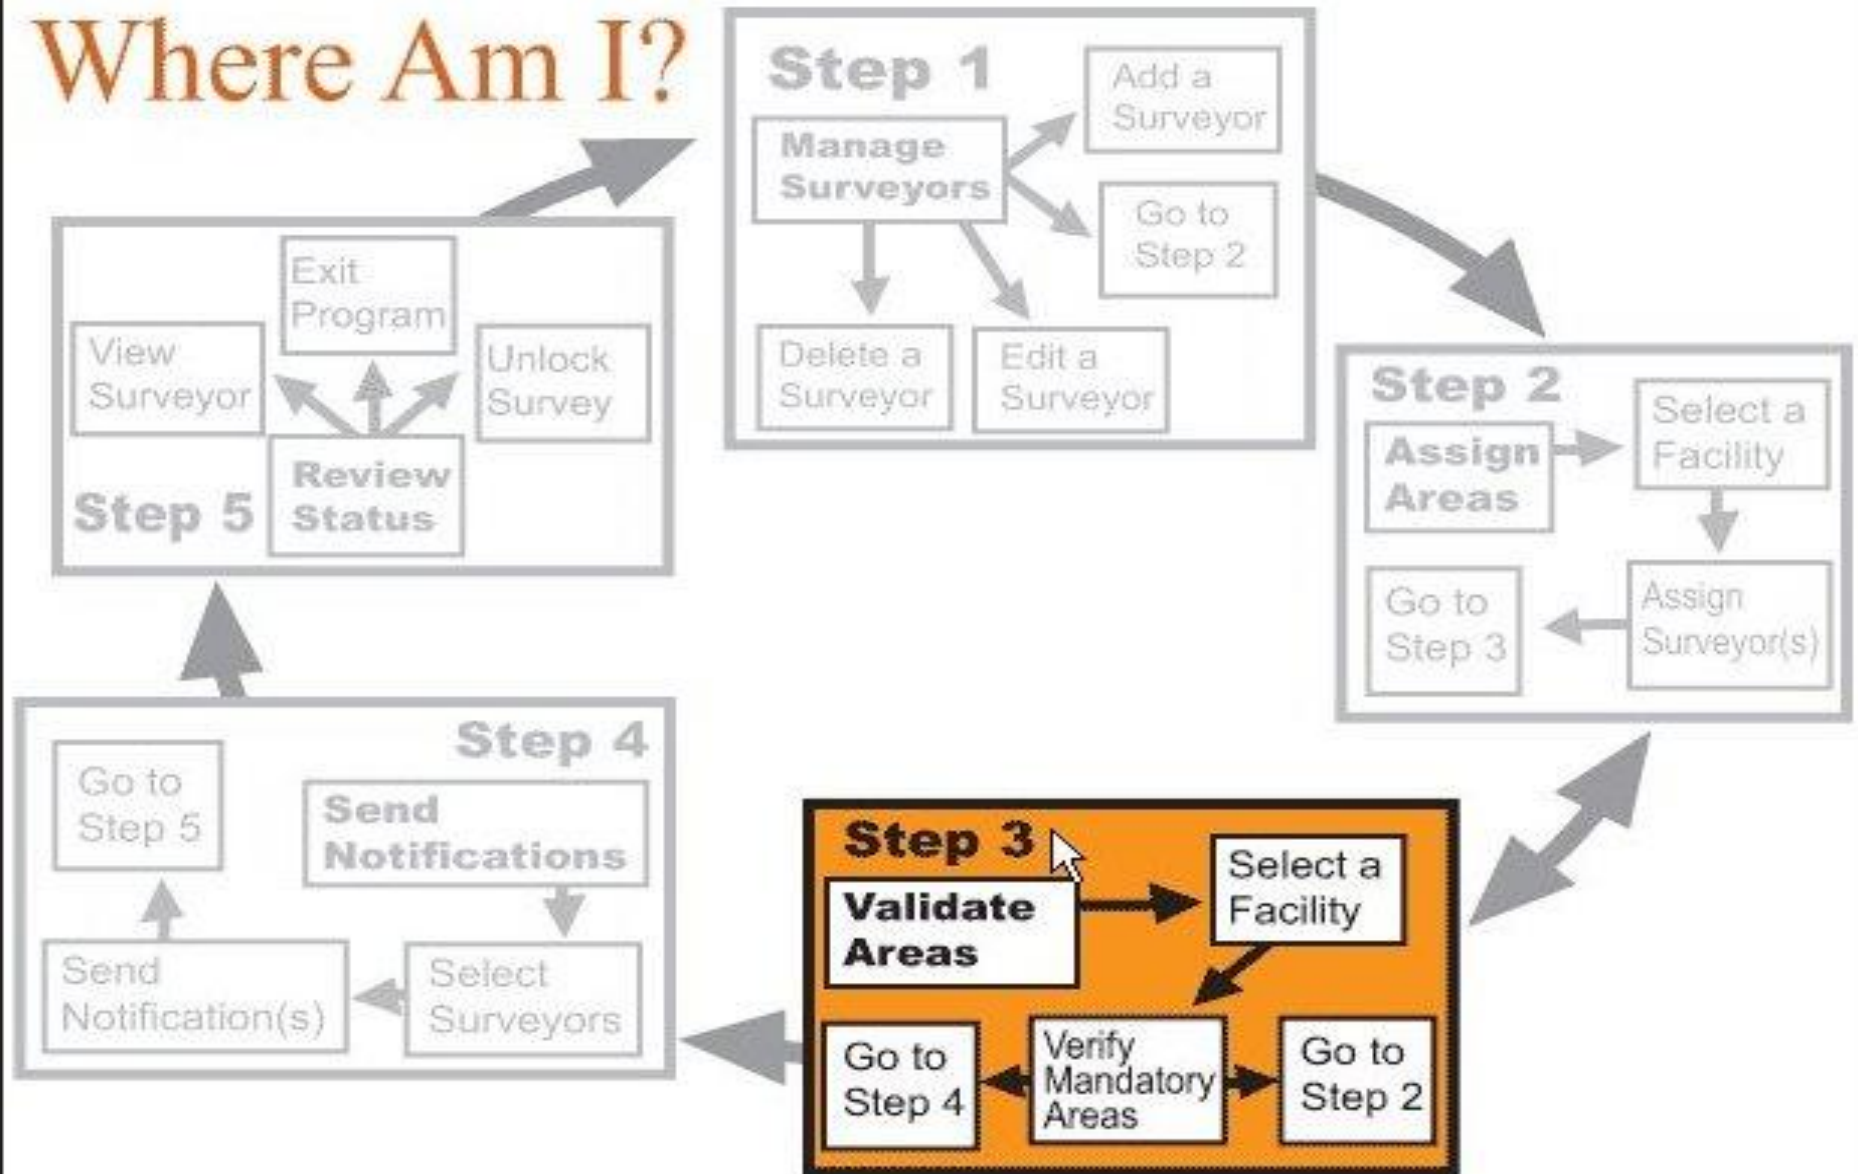 Where Am I?
Step 1
Manage
Surveyors
Add a
Surveyor
Go to
Step 2
Delete a
Surveyor
Edit a
Surveyor
Step 2
Assign
Areas
Select a
Facility
Assign
Surveyor(s)
Go to
Step 3
Step 3
Validate
Areas
Select a
Facility
Verify
Mandatory
Areas
Go to
Step 4
Go to
Step 2
Step 4
Send
Notifications
Select
Surveyors
Send
Notification(s)
Go to
Step 5
Step 5
Review
Status
View
Surveyor
Exit
Program
Unlock
Survey